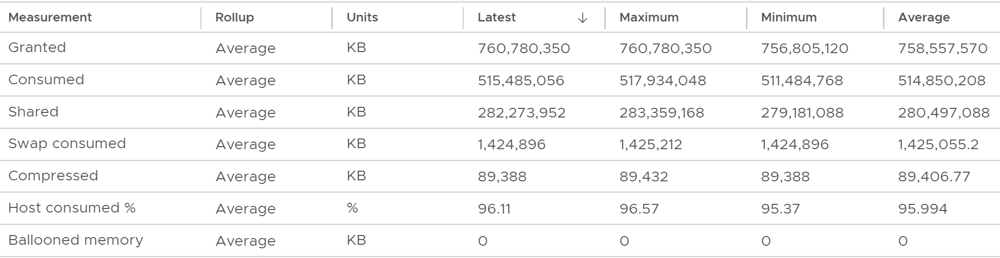 Measurement Rollup Units Latest ↓ Maximum Minimum Average
Granted Average KB 760,780,350 760,780,350 756,805,120 758,557,570
Consumed Average KB 515,485,056 517,934,048 511,484,768 514,850,208
Shared Average KB 282,273,952 283,359,168 279,181,088 280,497,088
Swap consumed Average KB 1,424,896 1,425,212 1,424,896 1,425,055.2
Compressed Average KB 89,388 89,432 89,388 89,406.77
Host consumed % Average % 96.11 96.57 95.37 95.994
Ballooned memory Average KB 0 0 0 0